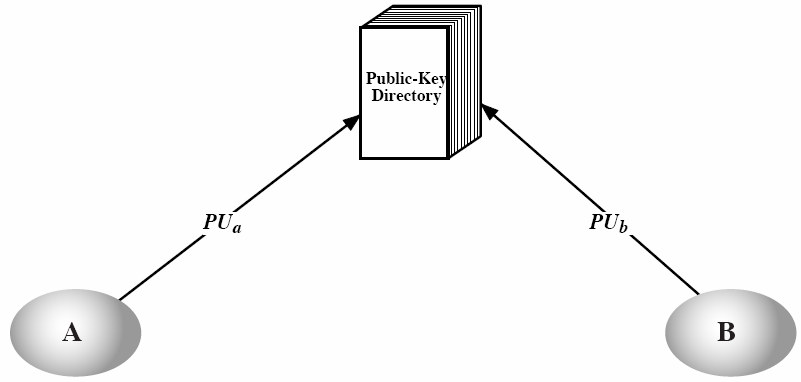 Public-Key
Directory
PUa
PUb
A
B